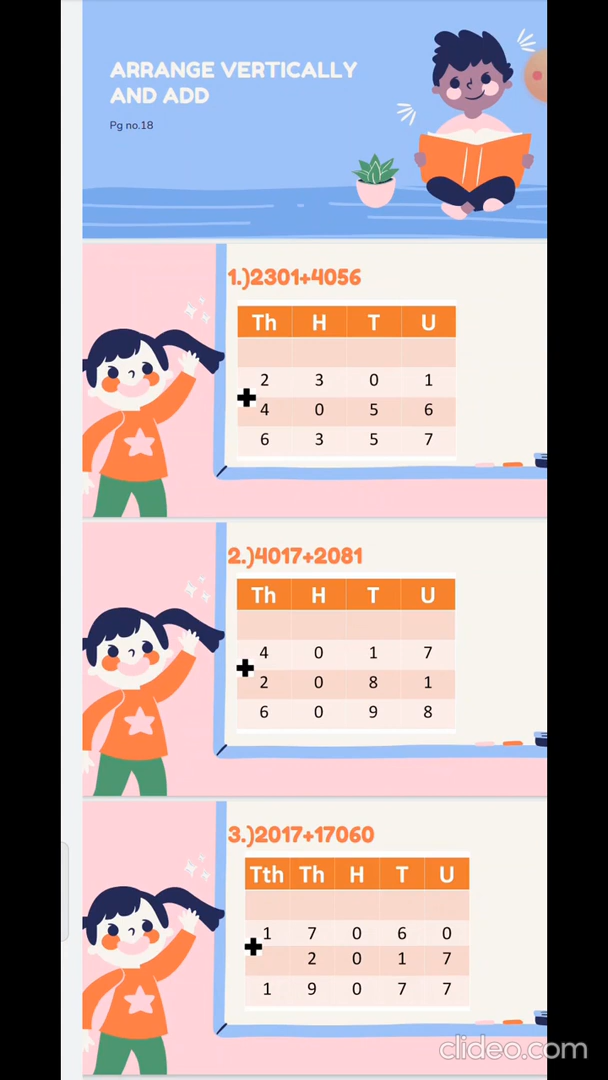 ARRANGE VERTICALLY
AND ADD
Pg no.18
1.)2301+4056
Th H T U
2 3 0 1
+
4 0 5 6
6 3 5 7
2.)4017+2081
Th H T U
4 0 1 7
+
2 0 8 1
6 0 9 8
3.)2017+17060
Tth Th H T U
1 7 0 6 0
+
2 0 1 7
1 9 0 7 7
clideo.com